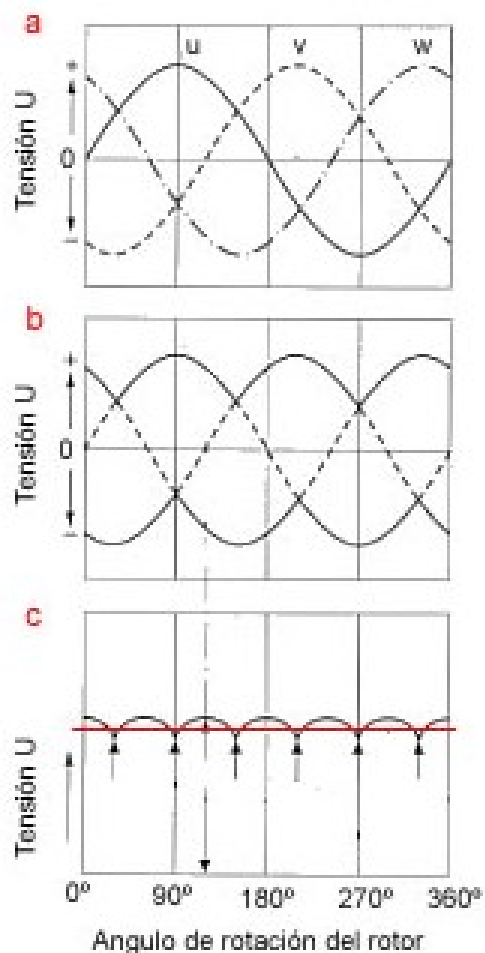 a
u v w
+
Tensión U
0
−
b
+
Tensión U
0
−
c
Tensión U
0º 90º 180º 270º 360º
Angulo de rotación del rotor